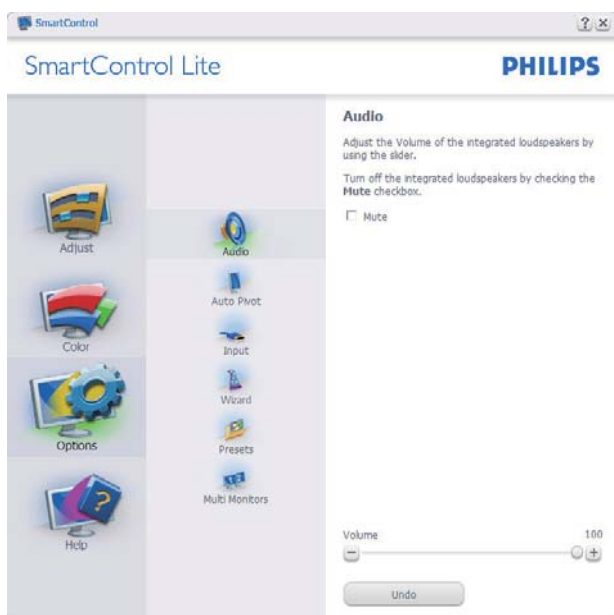 SmartControl
SmartControl Lite
PHILIPS
Adjust
Color
Options
Help
Audio
Auto Pivot
Input
Wizard
Presets
Multi Monitors
Audio
Adjust the Volume of the integrated loudspeakers by
using the slider.
Turn off the integrated loudspeakers by checking the
Mute checkbox.
Mute
Volume 100
Undo